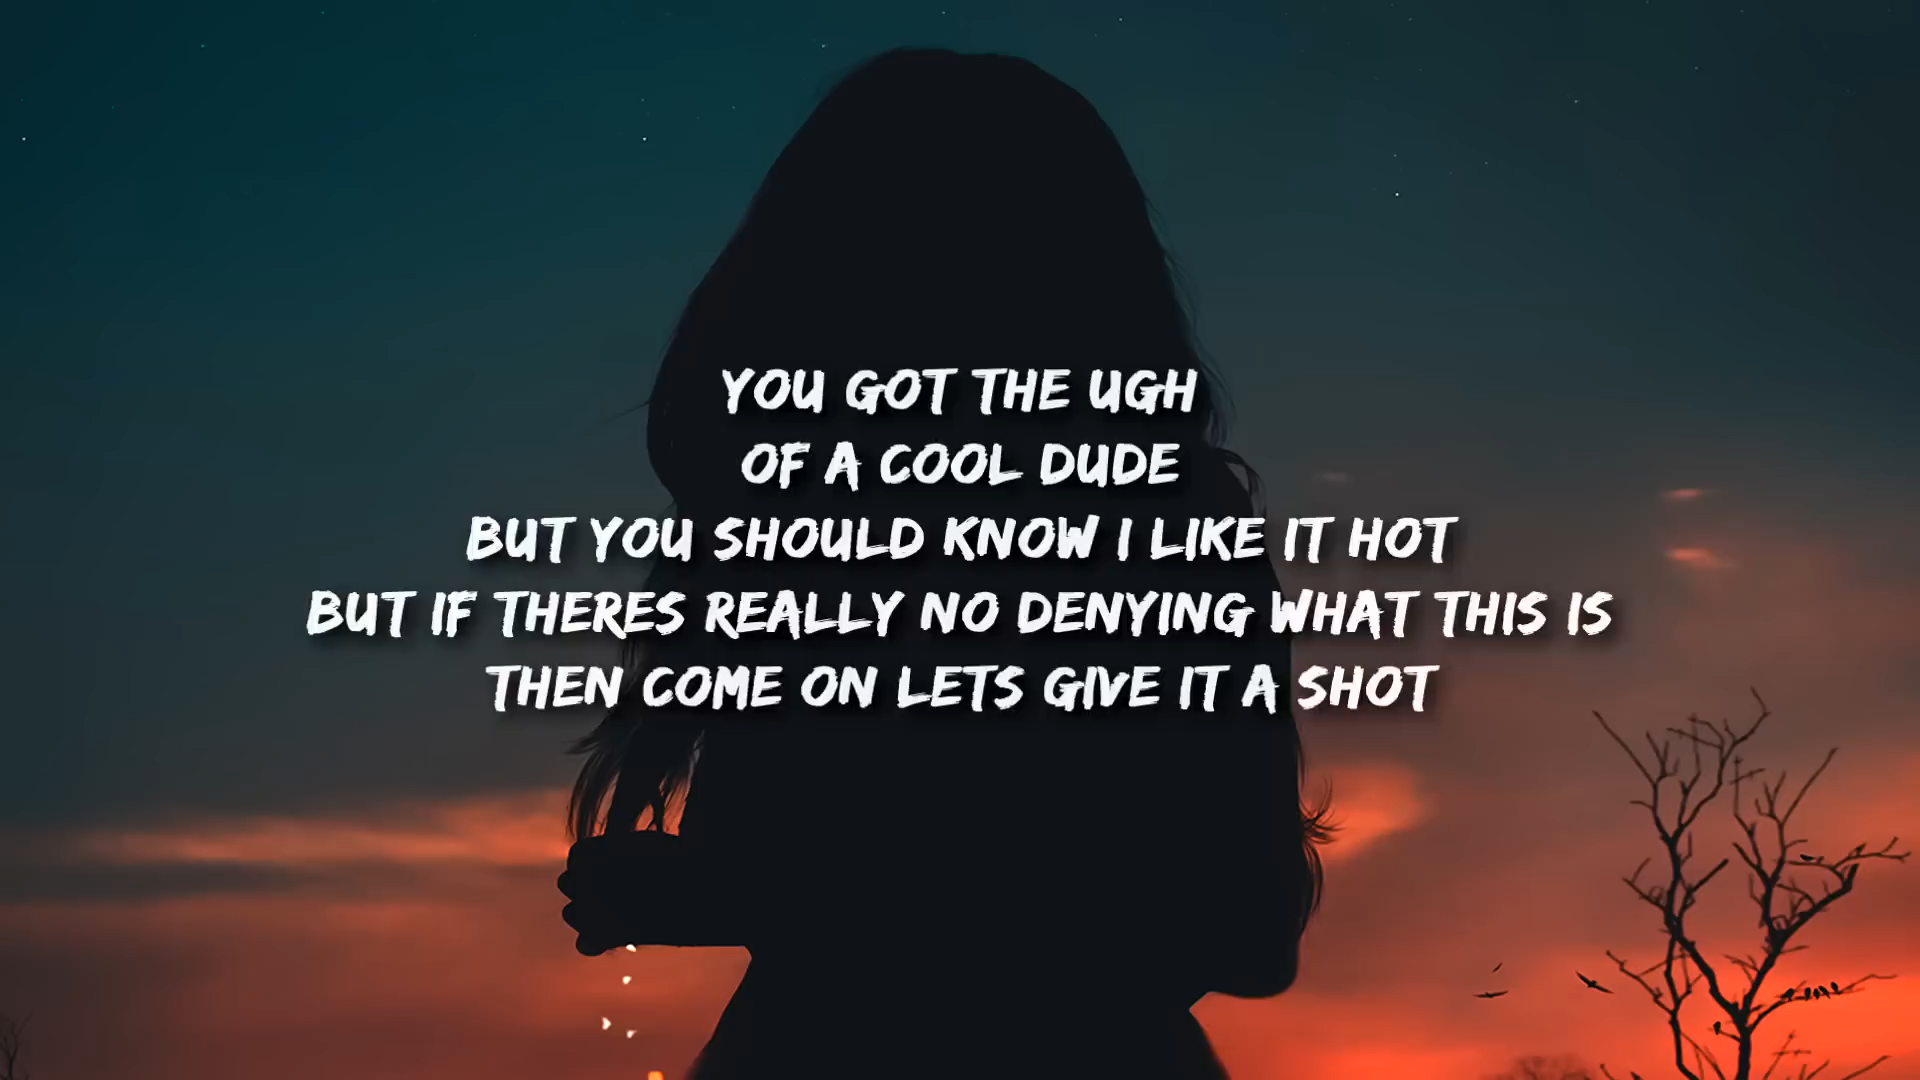 YOU GOT THE UGH
OF A COOL DUDE
BUT YOU SHOULD KNOW I LIKE IT HOT
BUT IF THERES REALLY NO DENYING WHAT THIS IS
THEN COME ON LETS GIVE IT A SHOT